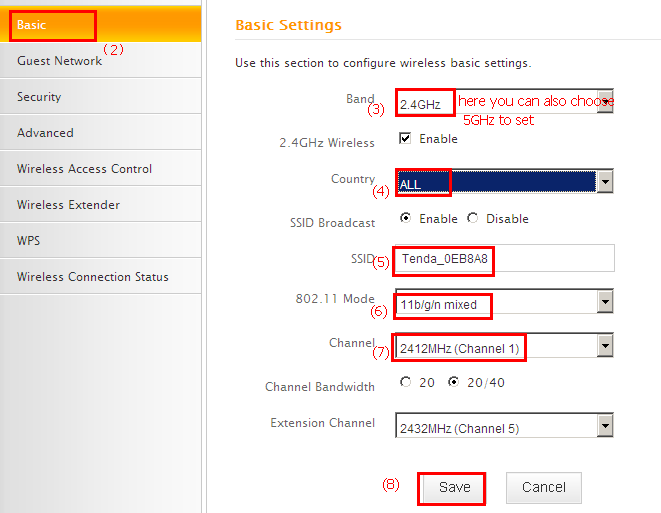 Basic
(2)
Guest Network
Security
Advanced
Wireless Access Control
Wireless Extender
WPS
Wireless Connection Status
Basic Settings
Use this section to configure wireless basic settings.
Band (3) 2.4GHz here you can also choose
5GHz to set
2.4GHz Wireless Enable
Country (4) ALL
SSID Broadcast Enable Disable
SSID (5) Tenda_0EB8A8
802.11 Mode (6) 11b/g/n mixed
Channel (7) 2412MHz (Channel 1)
Channel Bandwidth 20 20/40
Extension Channel 2432MHz (Channel 5)
(8) Save Cancel